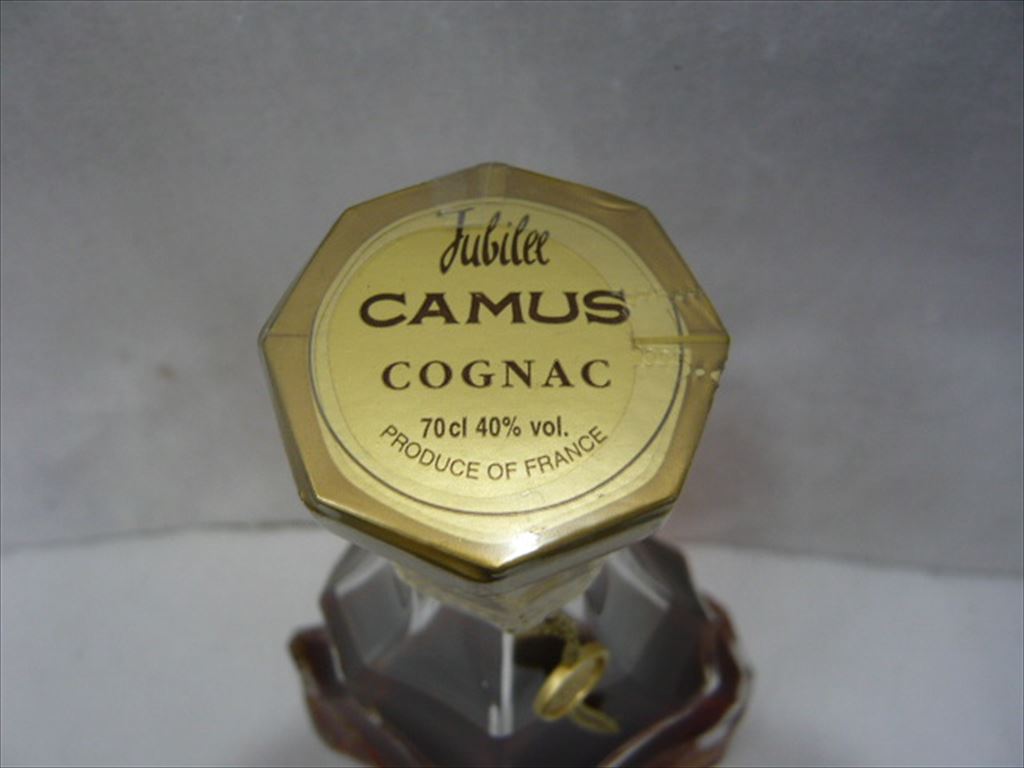 Jubilee
CAMUS
COGNAC
70cl 40% vol.
PRODUCE OF FRANCE